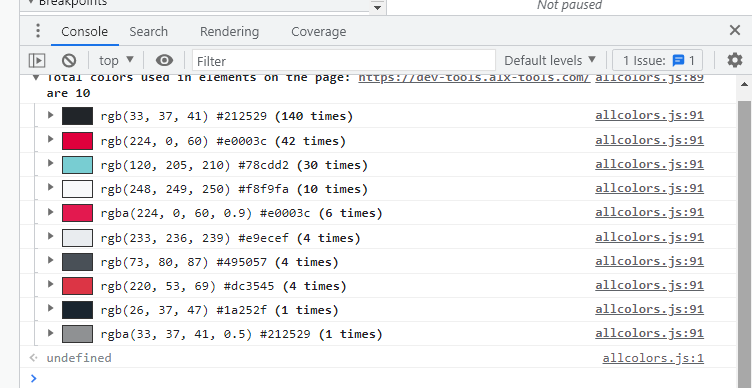 Breakpoints
Not paused
Console Search Rendering Coverage
top Filter Default levels 1 Issue: 1
Total colors used in elements on the page: https://dev-tools.alx-tools.com/ allcolors.js:89
are 10
rgb(33, 37, 41) #212529 (140 times) allcolors.js:91
rgb(224, 0, 60) #e0003c (42 times) allcolors.js:91
rgb(120, 205, 210) #78cdd2 (30 times) allcolors.js:91
rgb(248, 249, 250) #f8f9fa (10 times) allcolors.js:91
rgba(224, 0, 60, 0.9) #e0003c (6 times) allcolors.js:91
rgb(233, 236, 239) #e9ecef (4 times) allcolors.js:91
rgb(73, 80, 87) #495057 (4 times) allcolors.js:91
rgb(220, 53, 69) #dc3545 (4 times) allcolors.js:91
rgb(26, 37, 47) #1a252f (1 times) allcolors.js:91
rgba(33, 37, 41, 0.5) #212529 (1 times) allcolors.js:91
undefined allcolors.js:1